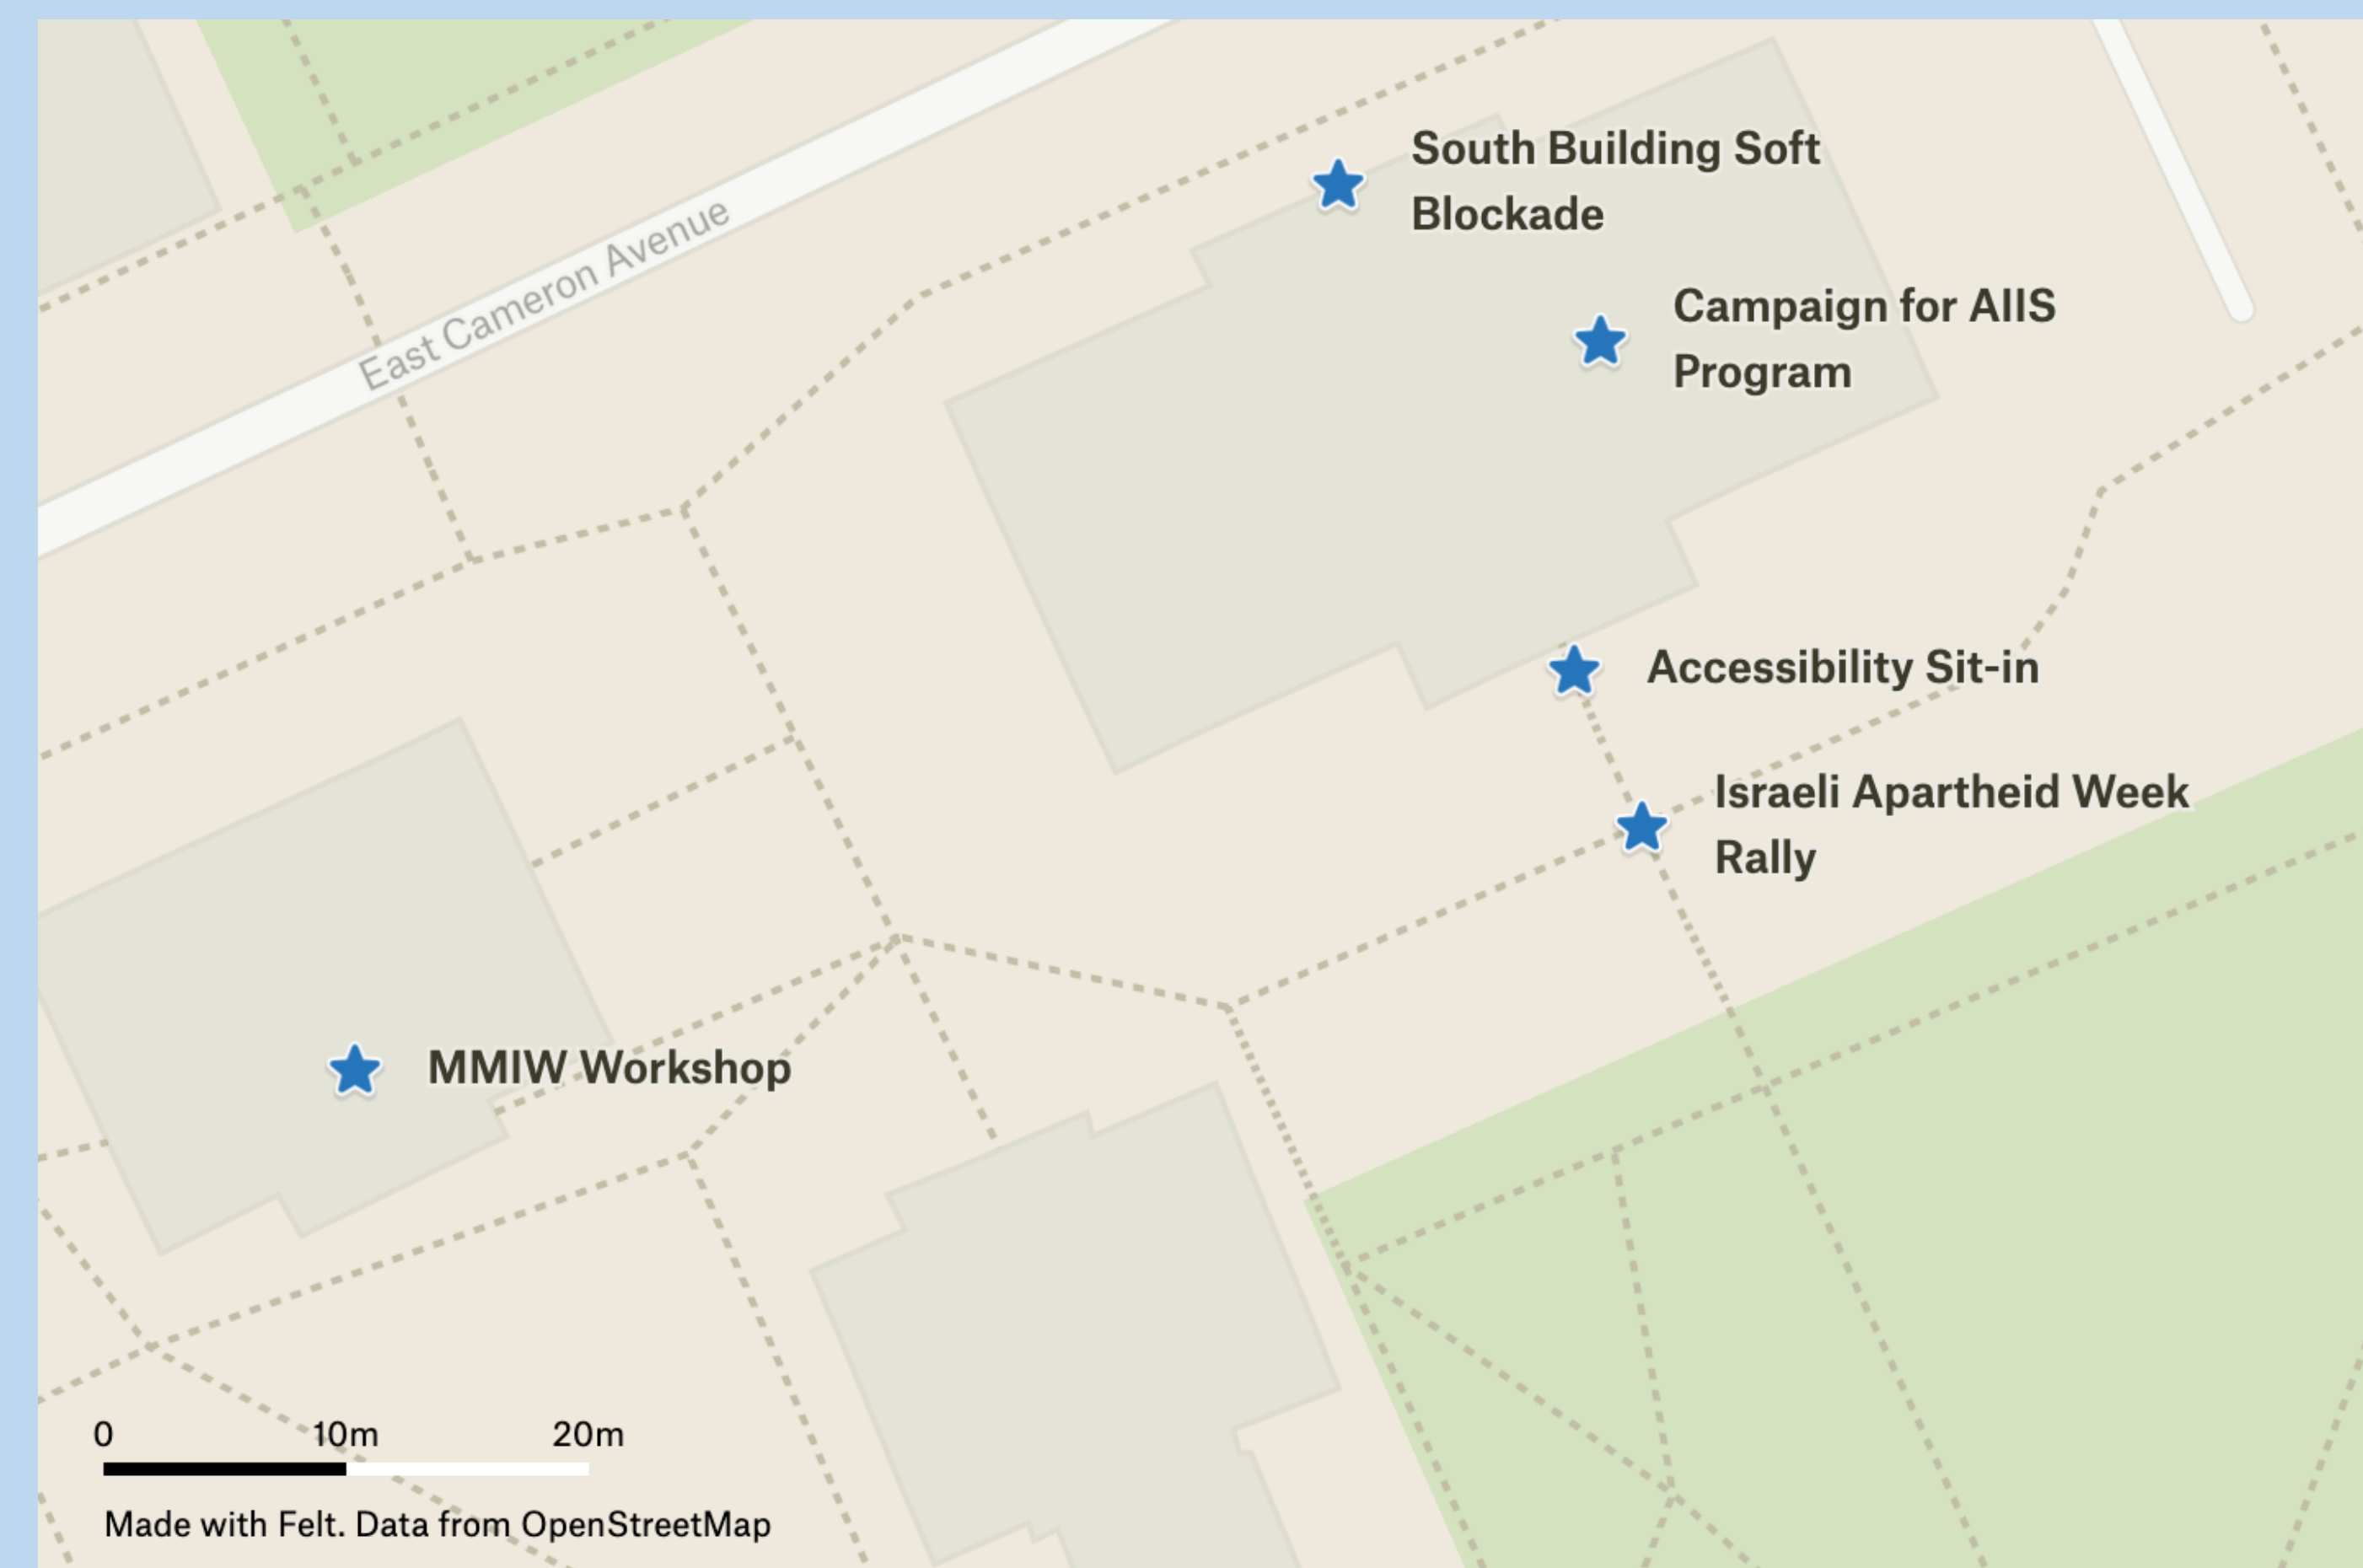 South Building Soft
Blockade
East Cameron Avenue
Campaign for AIIS
Program
Accessibility Sit-in
Israeli Apartheid Week
Rally
MMIW Workshop
0 10m 20m
Made with Felt. Data from OpenStreetMap